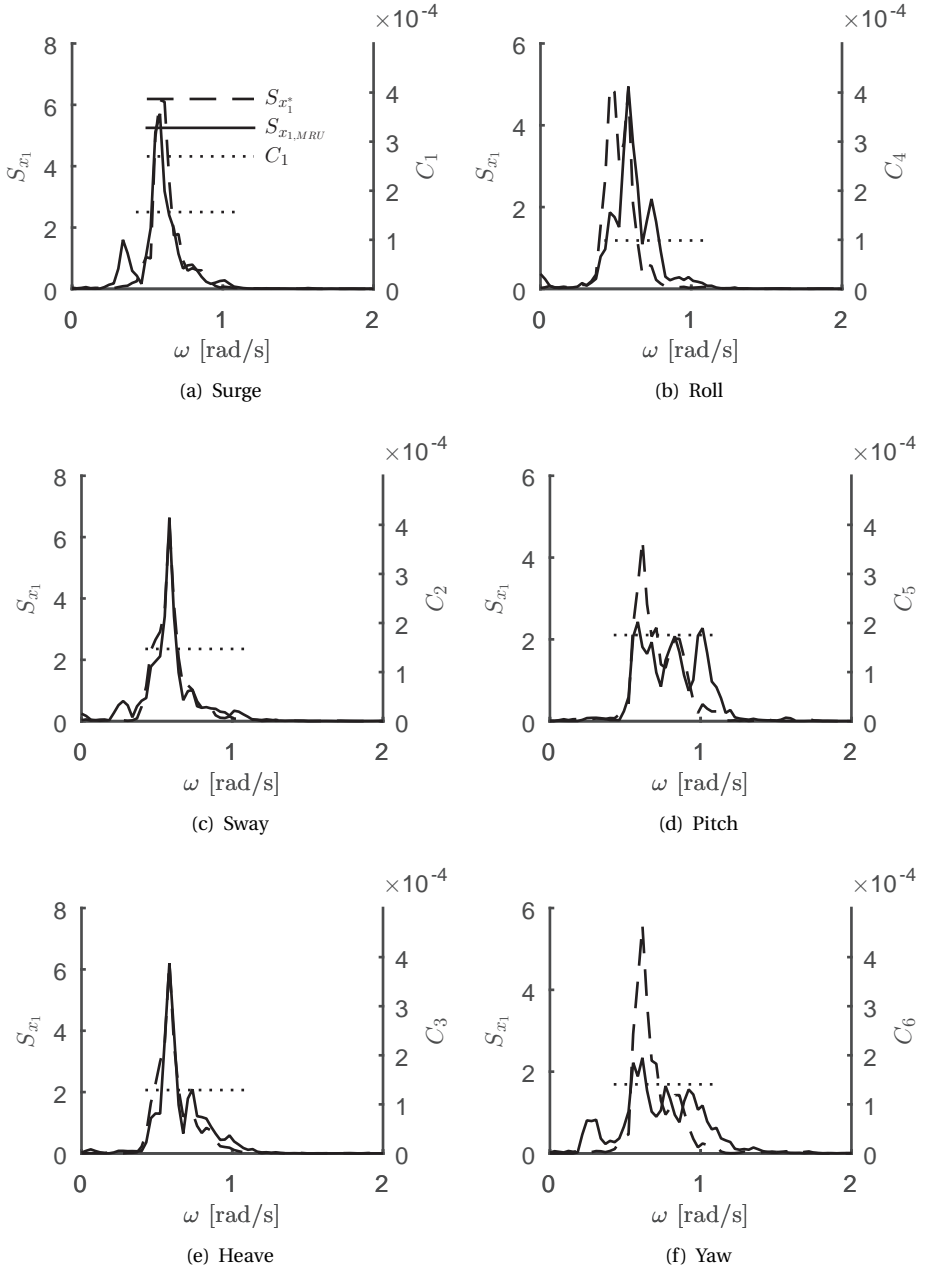 ×10⁻⁴ ×10⁻⁴
8 6
6 4 4 4
S_{x_1^*}
S_{x_{1,MRU}}
C_1
S_{x_1} 4 3 C_1 S_{x_1} 3 C_4
2 2 2 2
1 1
0 0 0 0
0 1 2 0 1 2
ω [rad/s] ω [rad/s]
(a) Surge (b) Roll
×10⁻⁴ ×10⁻⁴
8 6
6 4 4 4
S_{x_1} 4 3 C_2 S_{x_1} 3 C_5
2 2 2 2
1 1
0 0 0 0
0 1 2 0 1 2
ω [rad/s] ω [rad/s]
(c) Sway (d) Pitch
×10⁻⁴ ×10⁻⁴
8 6
6 4 4 4
S_{x_1} 4 3 C_3 S_{x_1} 3 C_6
2 2 2 2
1 1
0 0 0 0
0 1 2 0 1 2
ω [rad/s] ω [rad/s]
(e) Heave (f) Yaw